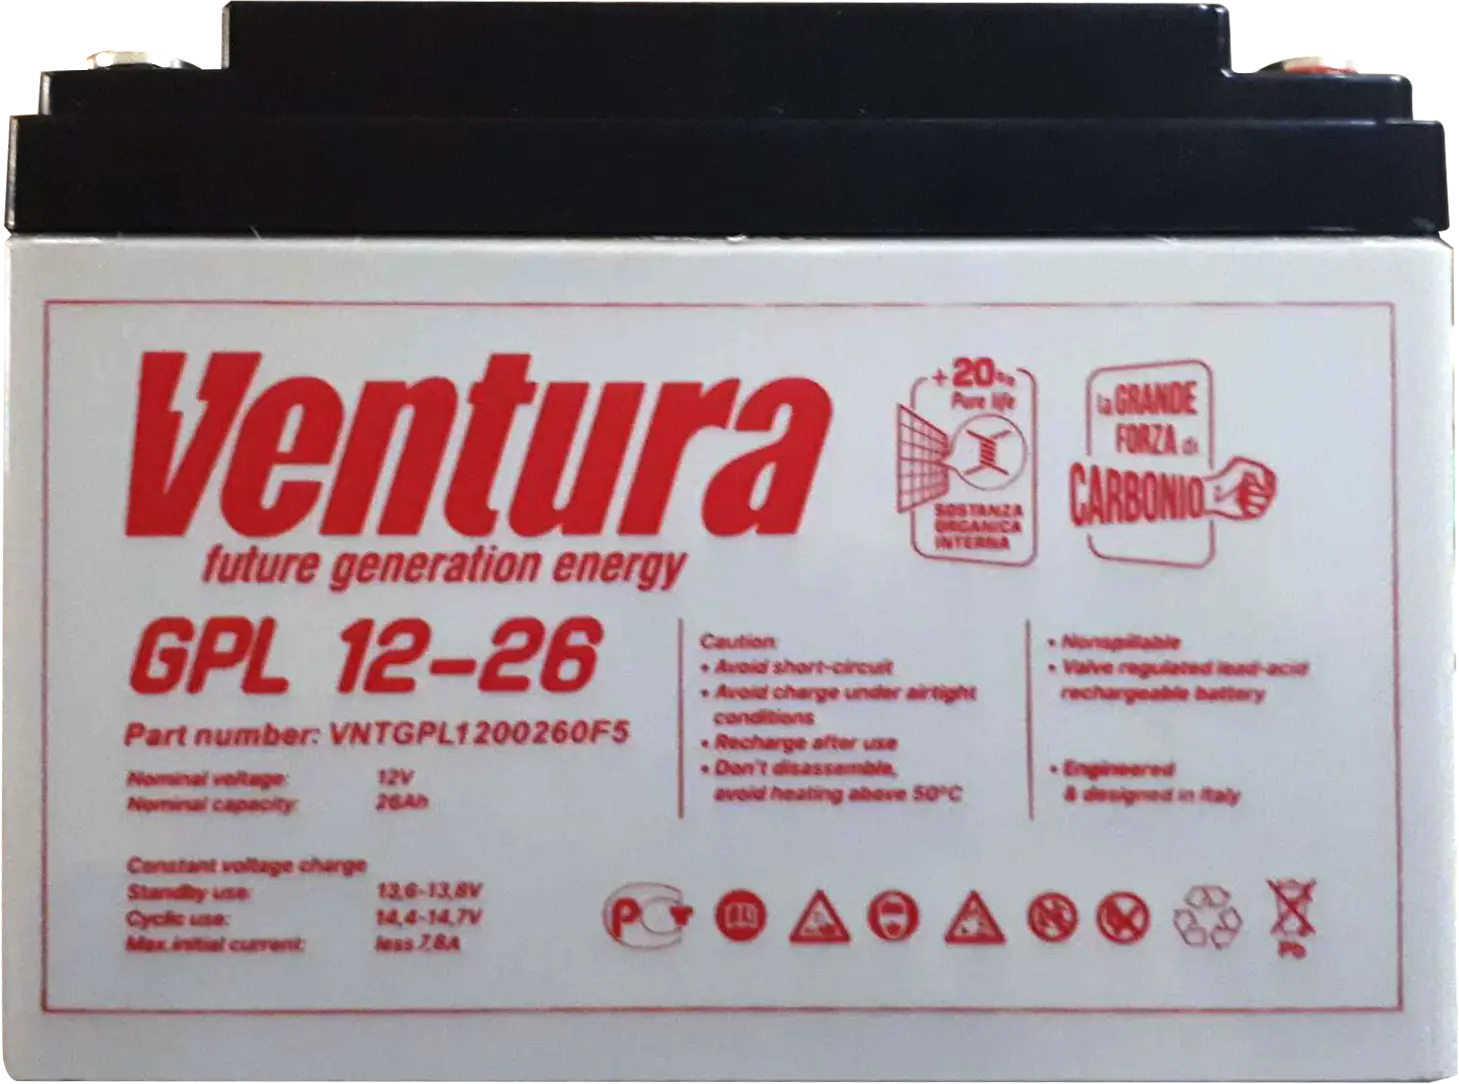 Ventura
future generation energy
+20%
Pure life
SOSTANZA
ORGANICA
INTERNA
la GRANDE
FORZA di
CARBONIO
GPL 12-26
Part number: VNTGPL1200260F5
Nominal voltage: 12V
Nominal capacity: 26Ah
Constant voltage charge
Standby use: 13,6-13,8V
Cyclic use: 14,4-14,7V
Max.initial current: less 7,8A
Caution:
• Avoid short-circuit
• Avoid charge under airtight
conditions
• Recharge after use
• Don't disassemble,
avoid heating above 50°C
• Nonspillable
• Valve regulated lead-acid
rechargeable battery
• Engineered
& designed in Italy
Pb